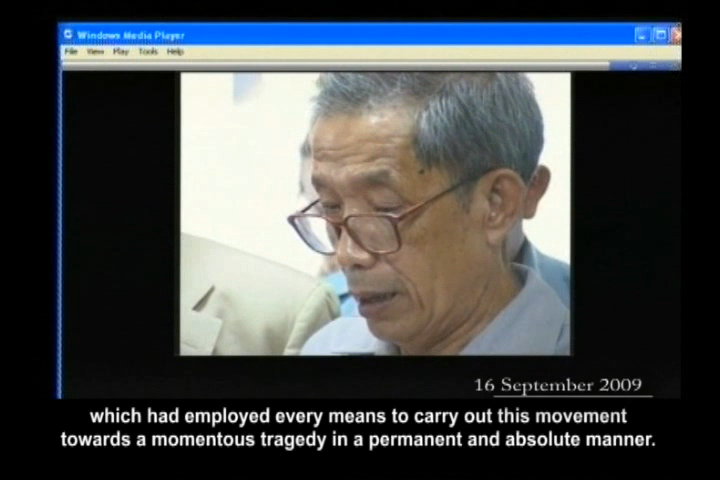 Windows Media Player
File View Play Tools Help
16 September 2009
which had employed every means to carry out this movement
towards a momentous tragedy in a permanent and absolute manner.